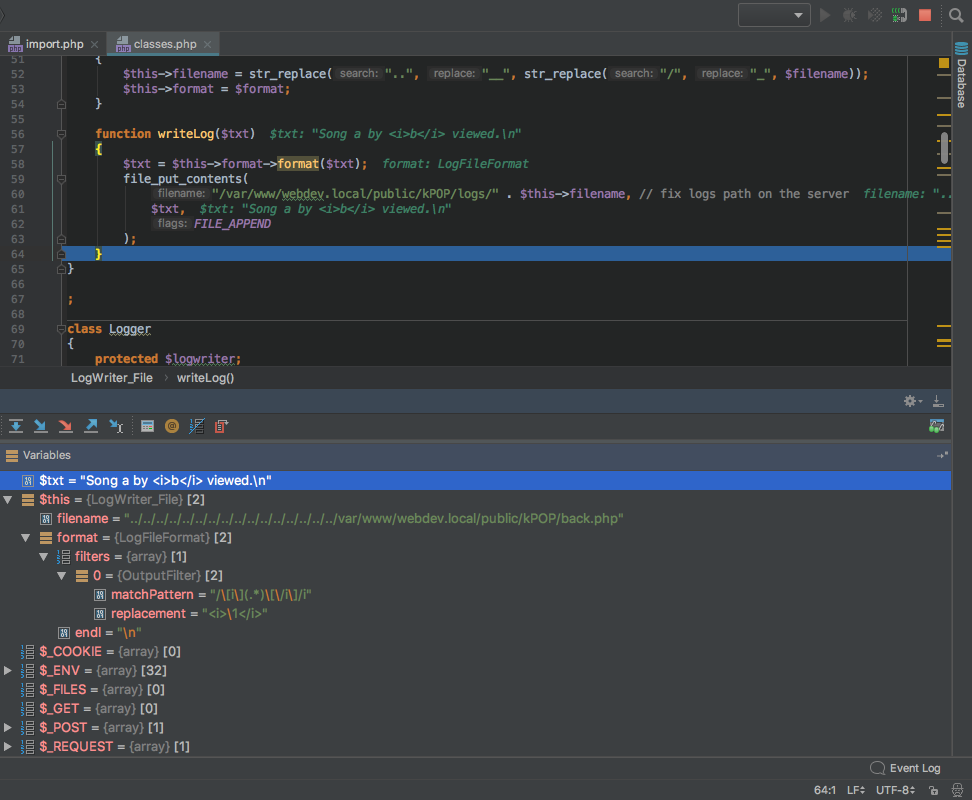 import.php
classes.php
51 {
52 $this->filename = str_replace( search: "..", replace: "__", str_replace( search: "/", replace: "_", $filename));
53 $this->format = $format;
54 }
55
56 function writeLog($txt) $txt: "Song a by <i>b</i> viewed.\n"
57 {
58 $txt = $this->format->format($txt); format: LogFileFormat
59 file_put_contents(
60 filename: "/var/www/webdev.local/public/kPOP/logs/" . $this->filename, // fix logs path on the server filename: "..
61 $txt, $txt: "Song a by <i>b</i> viewed.\n"
62 flags: FILE_APPEND
63 );
64 }
65 }
66
67 ;
68
69 class Logger
70 {
71 protected $logwriter;
Database
LogWriter_File › writeLog()
Variables
$txt = "Song a by <i>b</i> viewed.\n"
$this = {LogWriter_File} [2]
filename = "../../../../../../../../../../../../../../../../var/www/webdev.local/public/kPOP/back.php"
format = {LogFileFormat} [2]
filters = {array} [1]
0 = {OutputFilter} [2]
matchPattern = "/\[i\](.*)\[\/i\]/i"
replacement = "<i>\1</i>"
endl = "\n"
$_COOKIE = {array} [0]
$_ENV = {array} [32]
$_FILES = {array} [0]
$_GET = {array} [0]
$_POST = {array} [1]
$_REQUEST = {array} [1]
Event Log
64:1 LF UTF-8